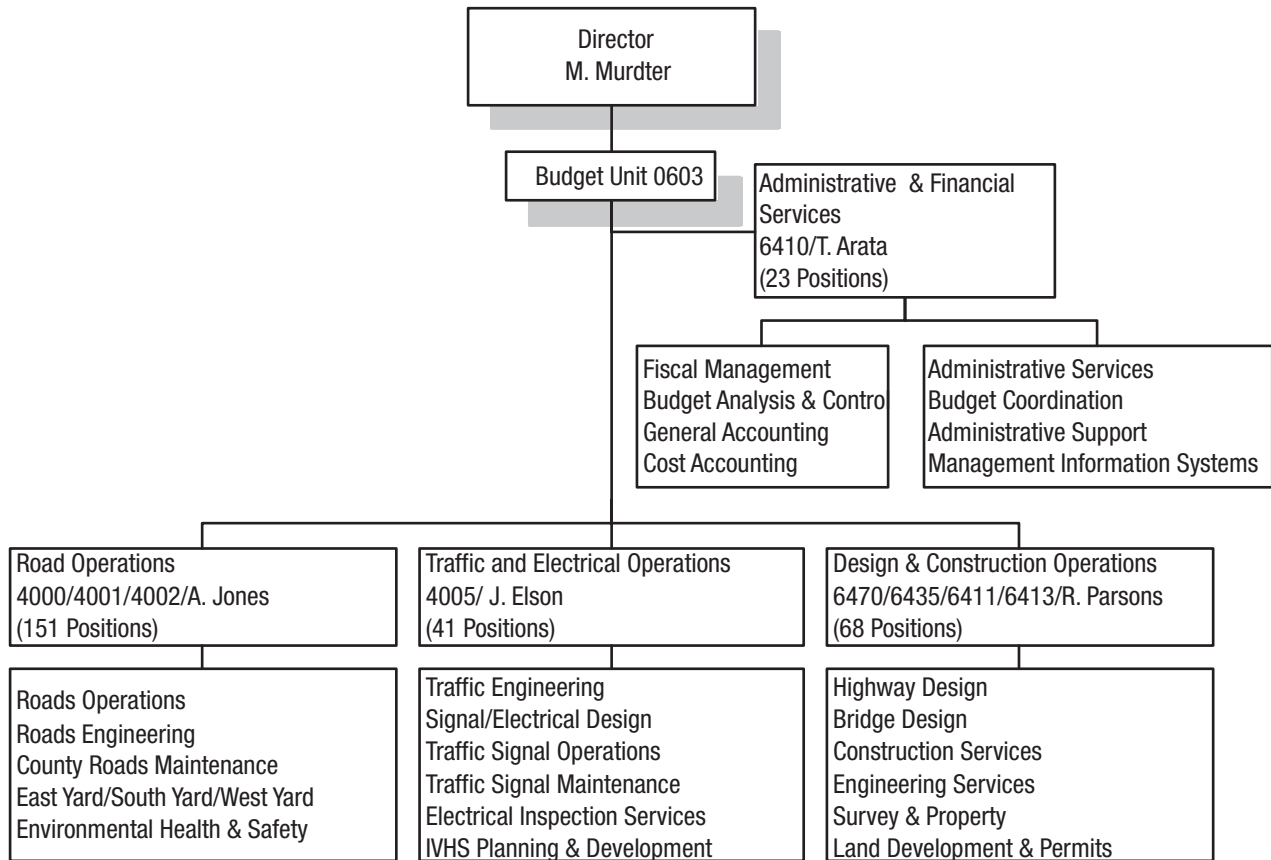 Director
M. Murdter
Budget Unit 0603
Administrative & Financial
Services
6410/T. Arata
(23 Positions)
Fiscal Management
Budget Analysis & Control
General Accounting
Cost Accounting
Administrative Services
Budget Coordination
Administrative Support
Management Information Systems
Road Operations
4000/4001/4002/A. Jones
(151 Positions)
Traffic and Electrical Operations
4005/ J. Elson
(41 Positions)
Design & Construction Operations
6470/6435/6411/6413/R. Parsons
(68 Positions)
Roads Operations
Roads Engineering
County Roads Maintenance
East Yard/South Yard/West Yard
Environmental Health & Safety
Traffic Engineering
Signal/Electrical Design
Traffic Signal Operations
Traffic Signal Maintenance
Electrical Inspection Services
IVHS Planning & Development
Highway Design
Bridge Design
Construction Services
Engineering Services
Survey & Property
Land Development & Permits